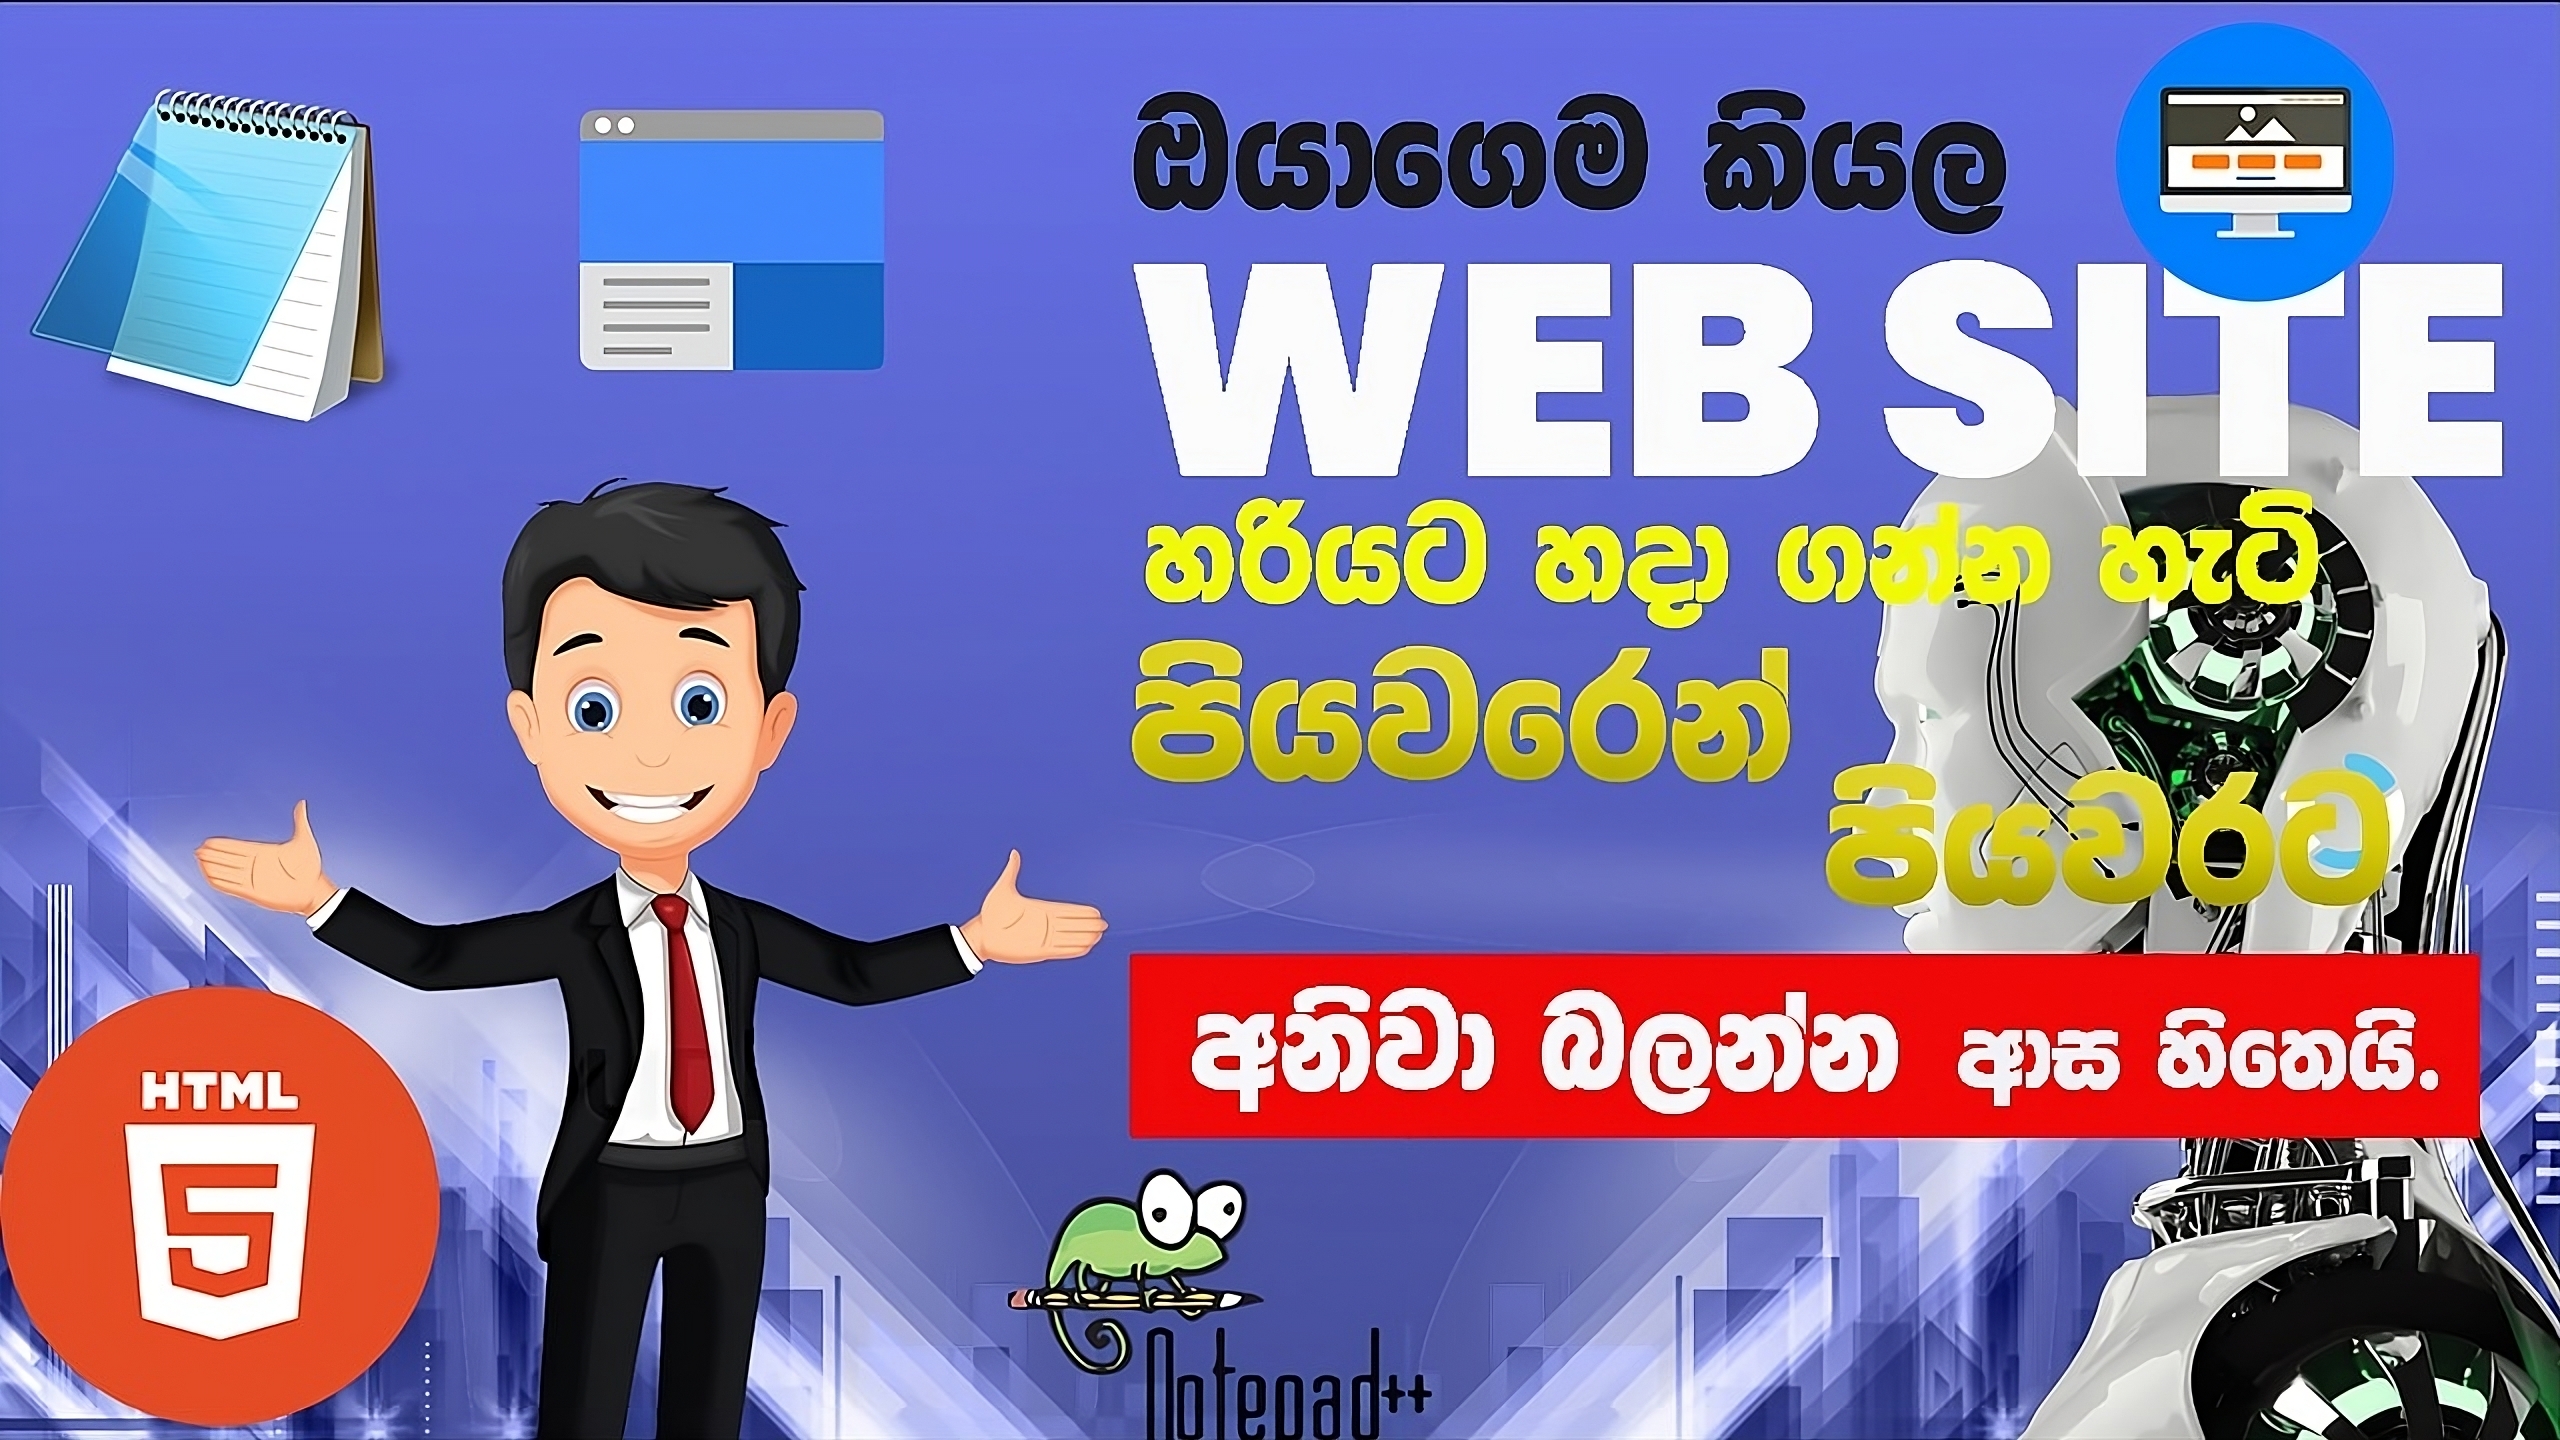 ඔයාගෙම කියල
WEB SITE
හරියට හදා ගන්න හැටි
පියවරෙන්
පියවරට
අනිවා බලන්න ආස හිතෙයි.
HTML
5
Notepad++